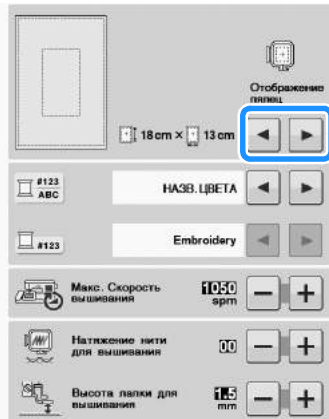 Отображение
пялец
18 cm × 13 cm
#123
ABC
НАЗВ. ЦВЕТА
#123
Embroidery
Макс. Скорость
вышивания
1050
spm
Натяжение нити
для вышивания
00
Высота лапки для
вышивания
1.5
mm